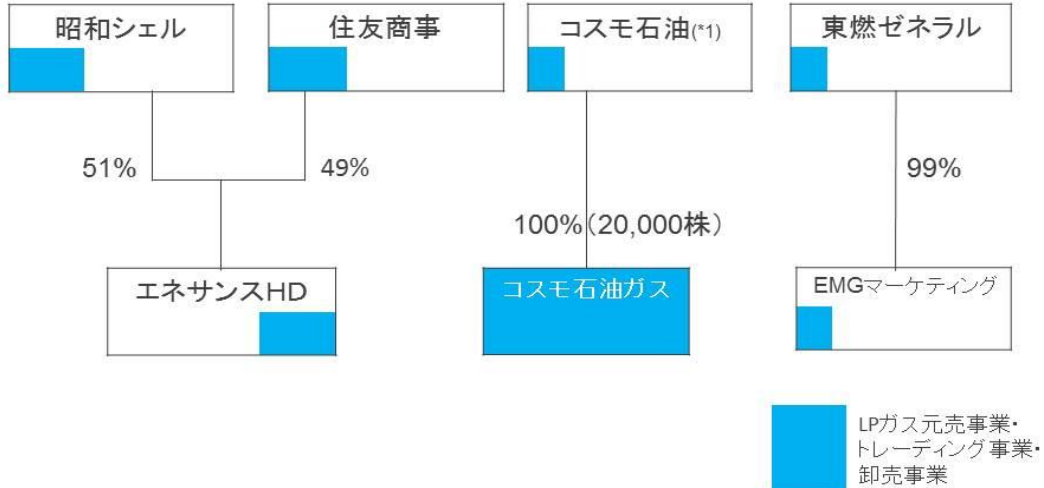 昭和シェル
住友商事
コスモ石油(*1)
東燃ゼネラル
51%
49%
99%
100%(20,000株)
エネサンスHD
コスモ石油ガス
EMGマーケティング
LPガス元売事業・
トレーディング事業・
卸売事業